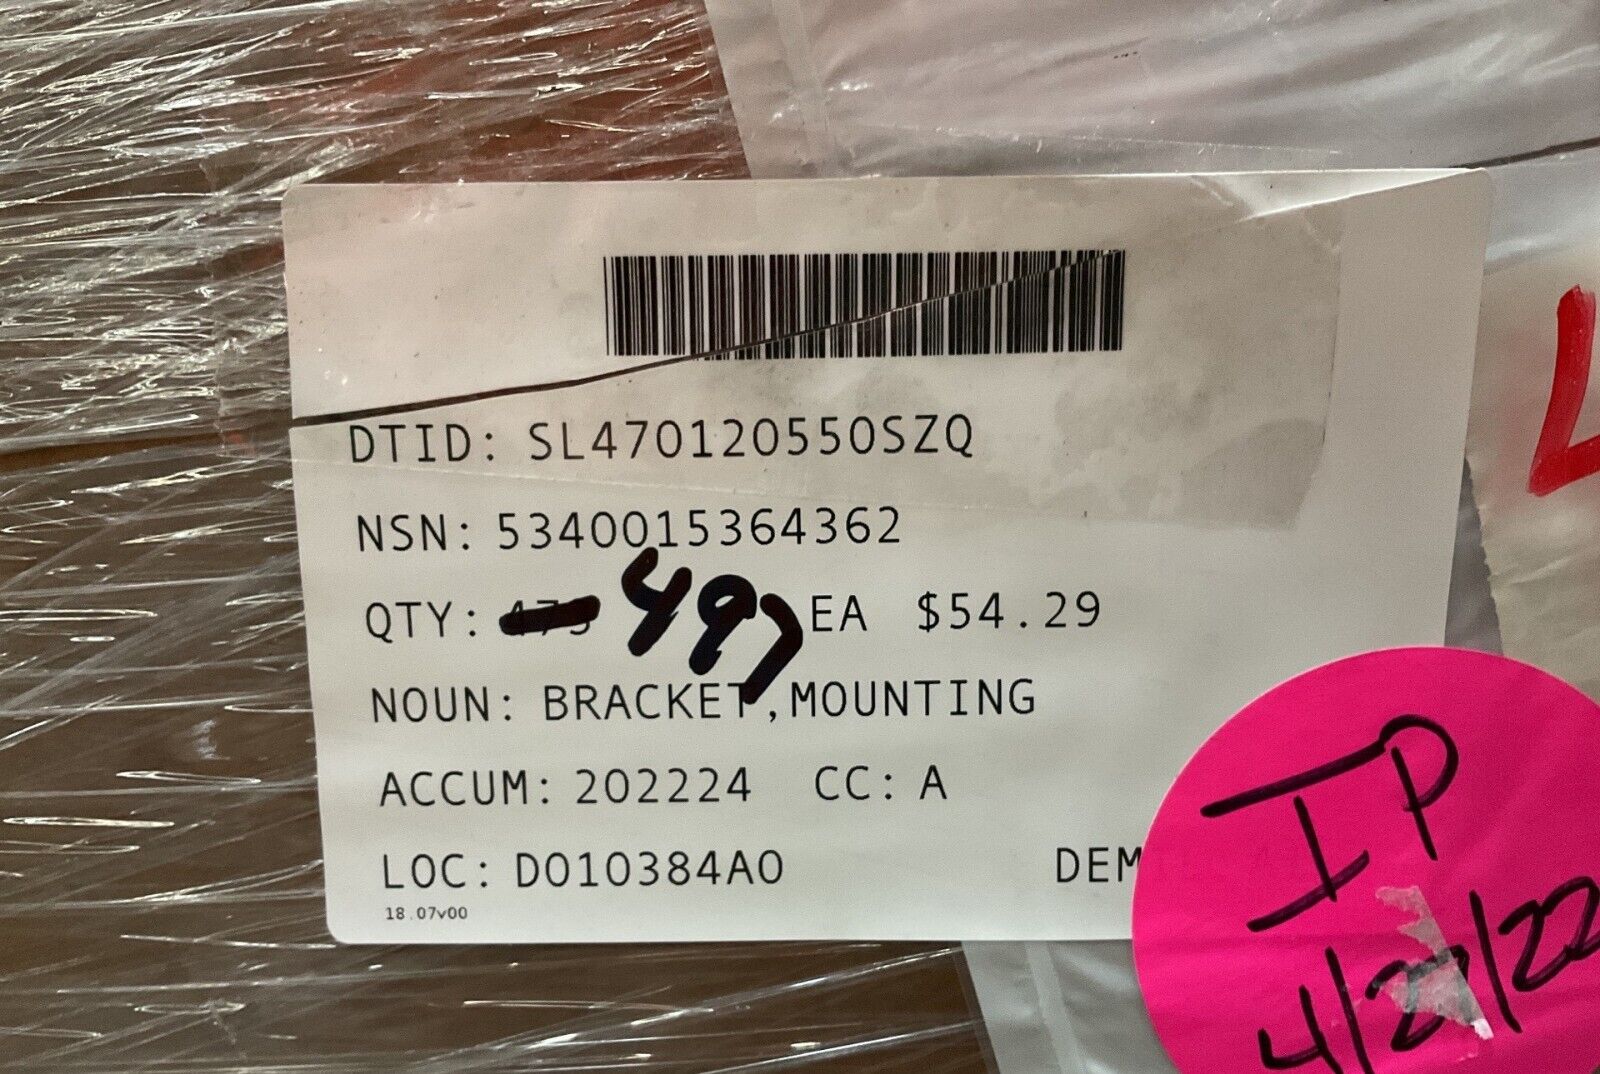 DTID: SL470120550SZQ
NSN: 5340015364362
QTY: 497 EA $54.29
NOUN: BRACKET,MOUNTING
ACCUM: 202224 CC: A
LOC: D010384A0 DEM
18.07v00
IP
L